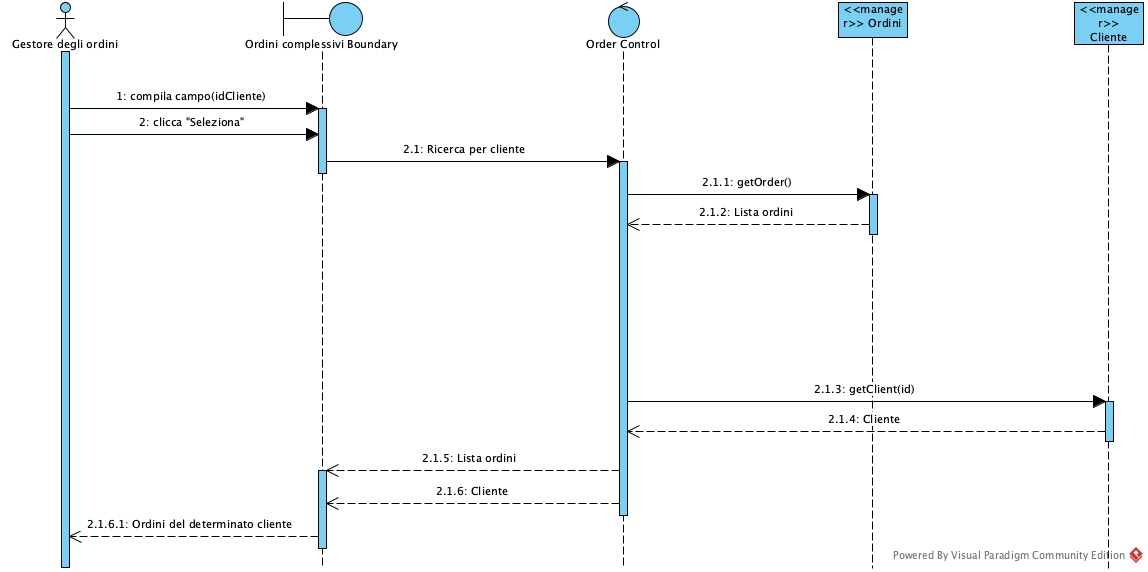 Gestore degli ordini
Ordini complessivi Boundary
Order Control
<<manage
r>> Ordini
<<manage
r>>
Cliente
1: compila campo(idCliente)
2: clicca "Seleziona"
2.1: Ricerca per cliente
2.1.1: getOrder()
2.1.2: Lista ordini
2.1.3: getClient(id)
2.1.4: Cliente
2.1.5: Lista ordini
2.1.6: Cliente
2.1.6.1: Ordini del determinato cliente
Powered By Visual Paradigm Community Edition